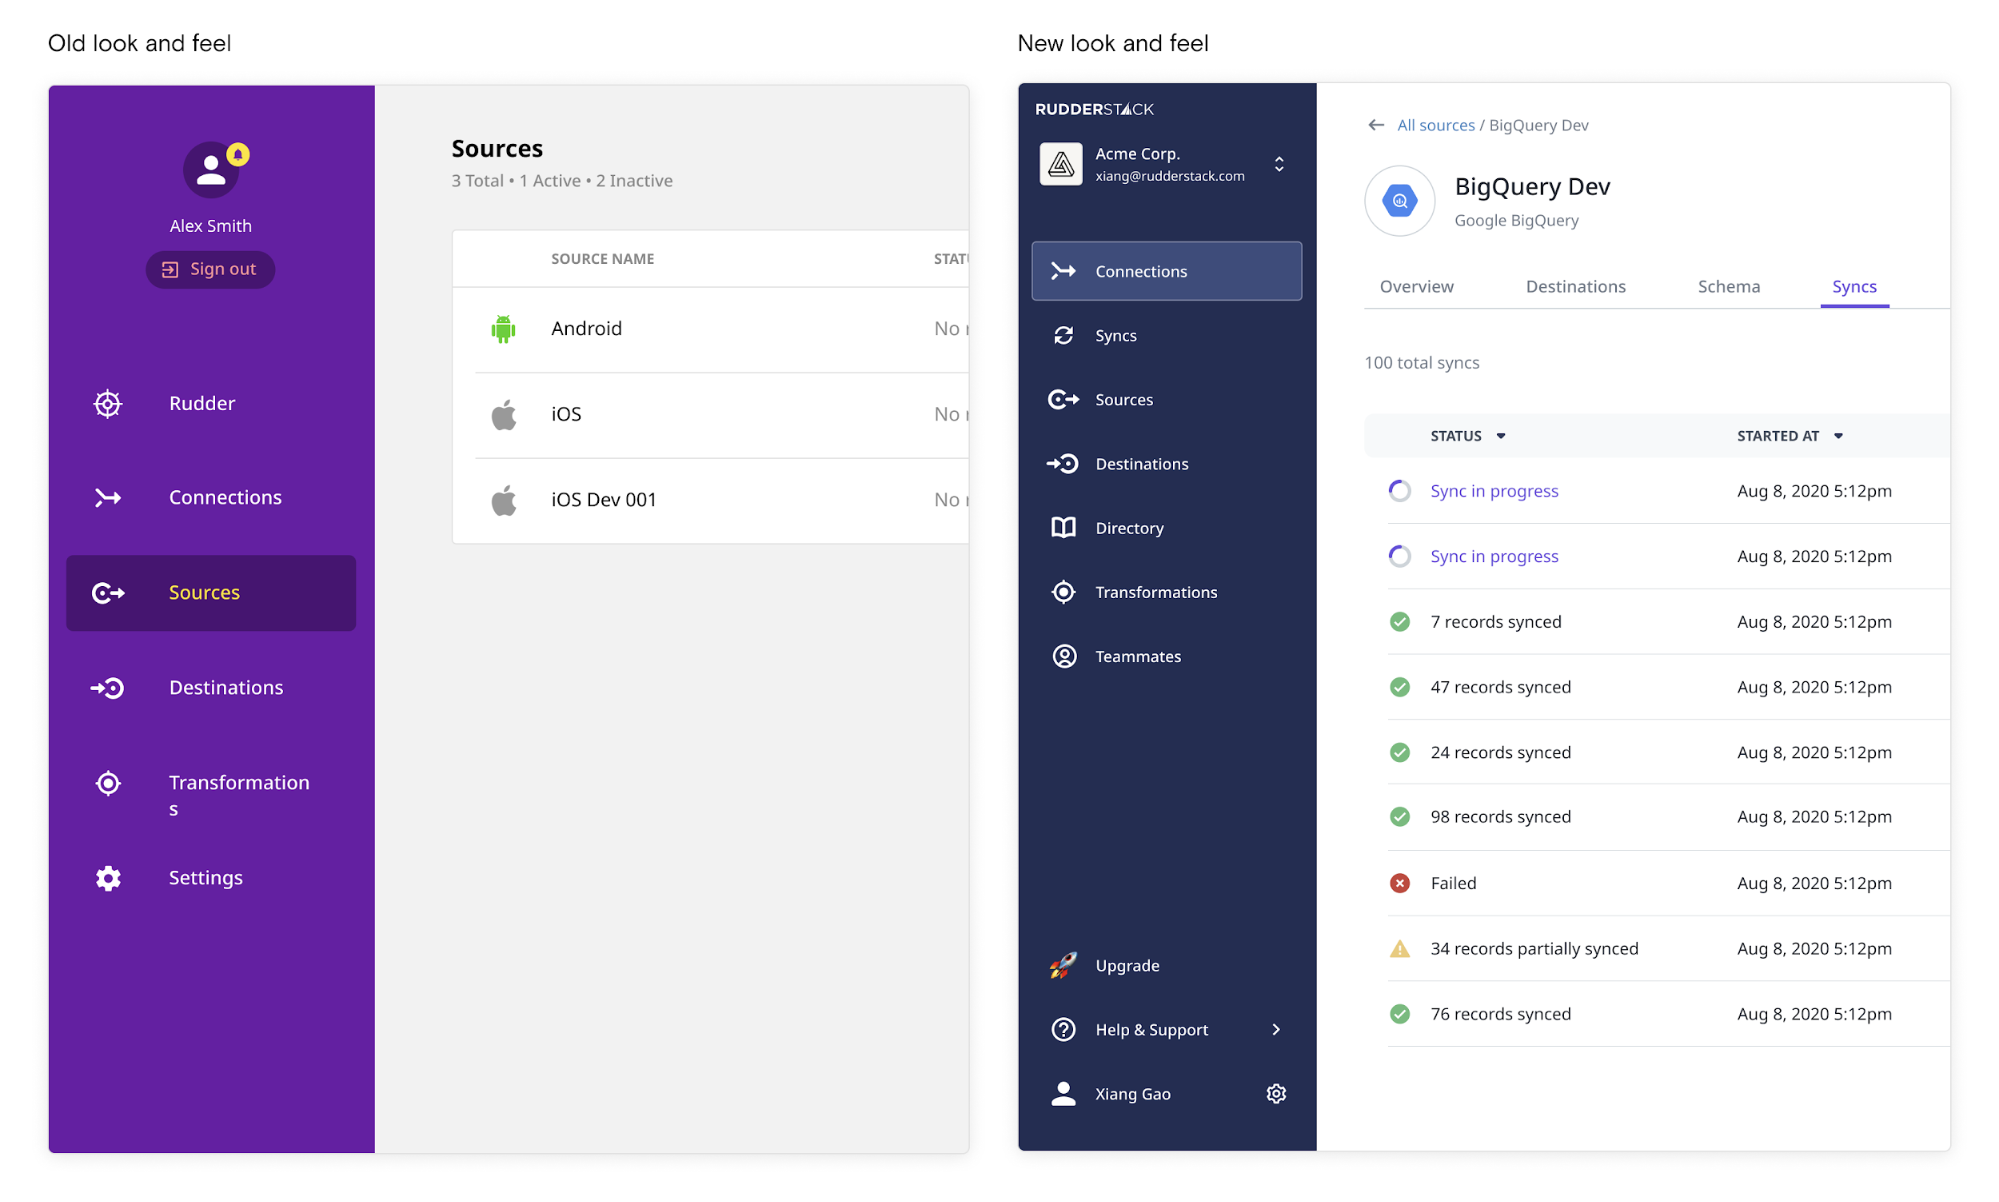 Old look and feel
Alex Smith
Sign out
Rudder
Connections
Sources
Destinations
Transformation
s
Settings
Sources
3 Total • 1 Active • 2 Inactive
SOURCE NAME
Android
No
iOS
No
iOS Dev 001
No
New look and feel
RUDDERSTACK
Acme Corp.
xiang@rudderstack.com
Connections
Syncs
Sources
Destinations
Directory
Transformations
Teammates
Upgrade
Help & Support
Xiang Gao
All sources / BigQuery Dev
BigQuery Dev
Google BigQuery
Overview Destinations Schema Syncs
100 total syncs
STATUS STARTED AT
Sync in progress Aug 8, 2020 5:12pm
Sync in progress Aug 8, 2020 5:12pm
7 records synced Aug 8, 2020 5:12pm
47 records synced Aug 8, 2020 5:12pm
24 records synced Aug 8, 2020 5:12pm
98 records synced Aug 8, 2020 5:12pm
Failed Aug 8, 2020 5:12pm
34 records partially synced Aug 8, 2020 5:12pm
76 records synced Aug 8, 2020 5:12pm